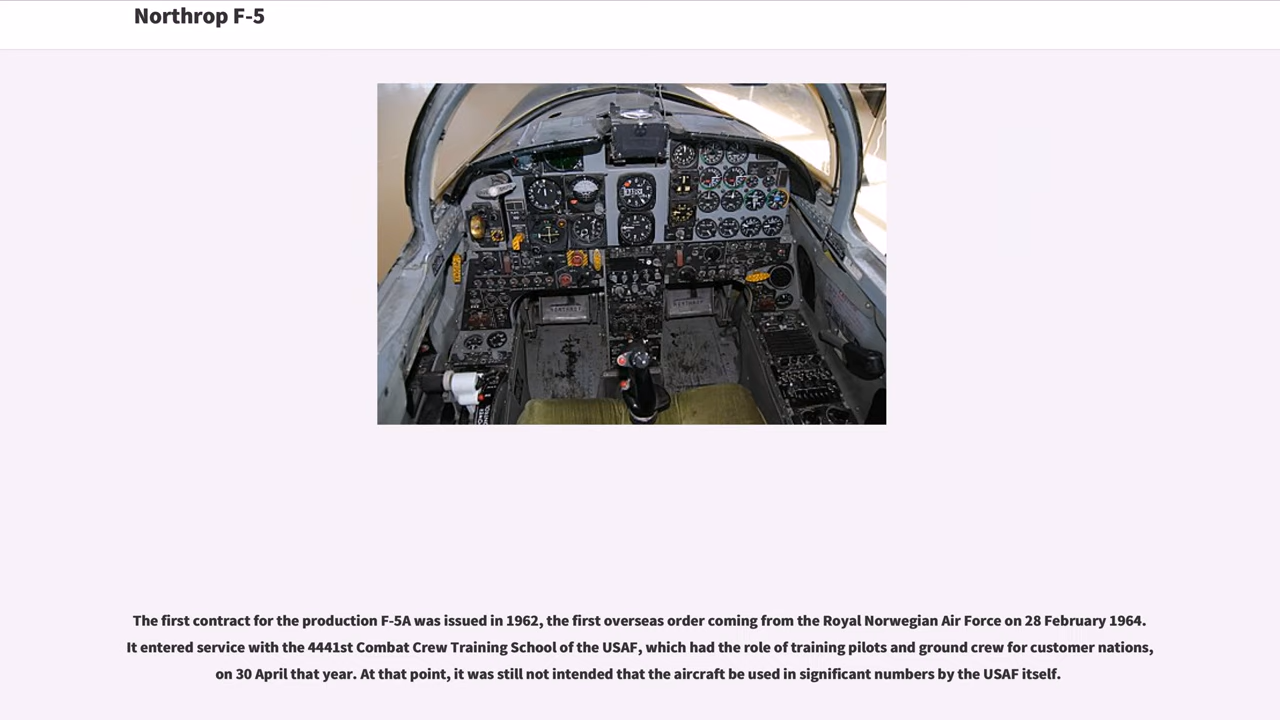 Northrop F-5
The first contract for the production F-5A was issued in 1962, the first overseas order coming from the Royal Norwegian Air Force on 28 February 1964.
It entered service with the 4441st Combat Crew Training School of the USAF, which had the role of training pilots and ground crew for customer nations,
on 30 April that year. At that point, it was still not intended that the aircraft be used in significant numbers by the USAF itself.